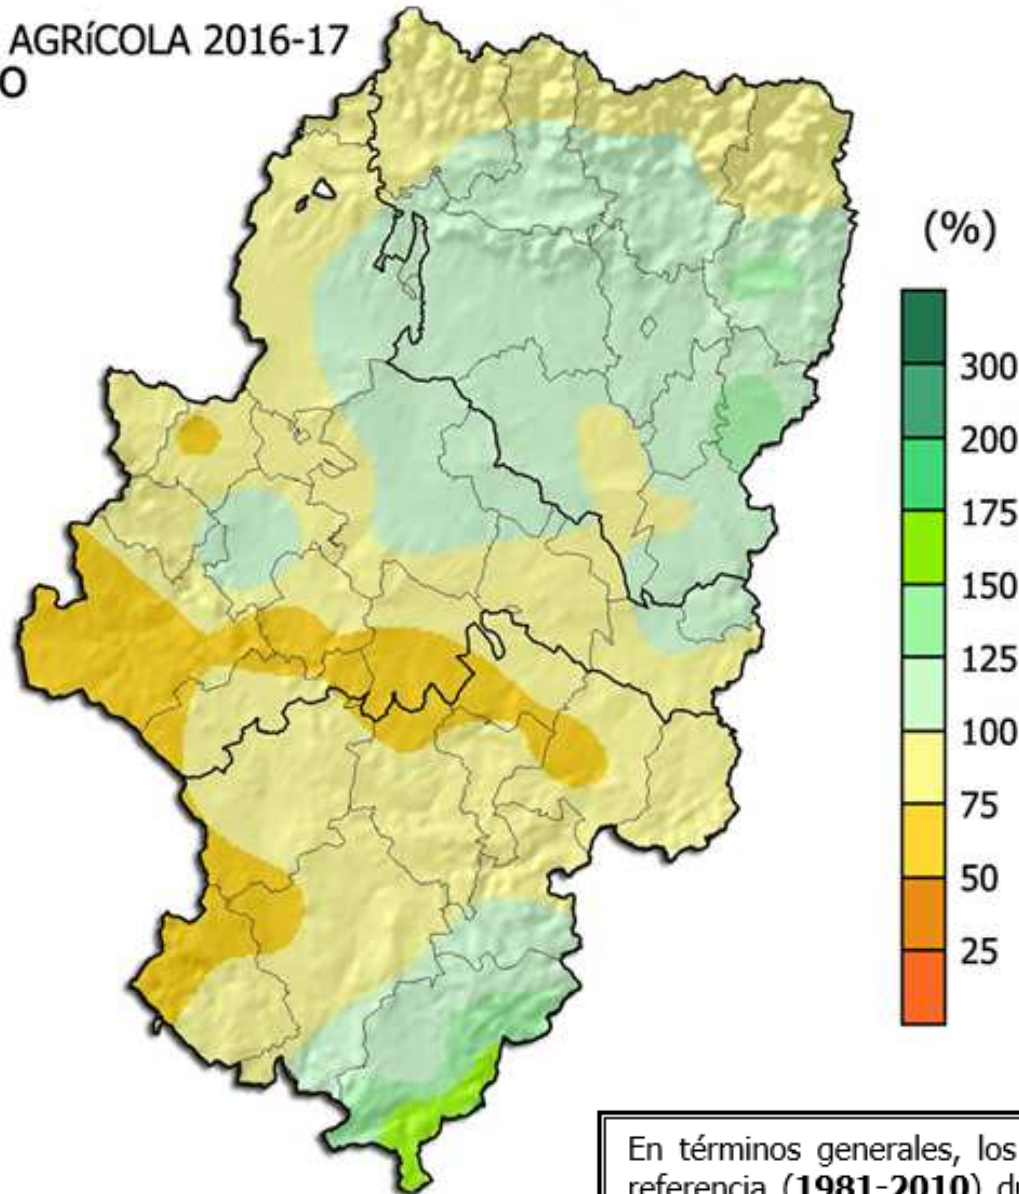 AGRíCOLA 2016-17
O
(%)
300
200
175
150
125
100
75
50
25
En términos generales, los
referencia (1981-2010)